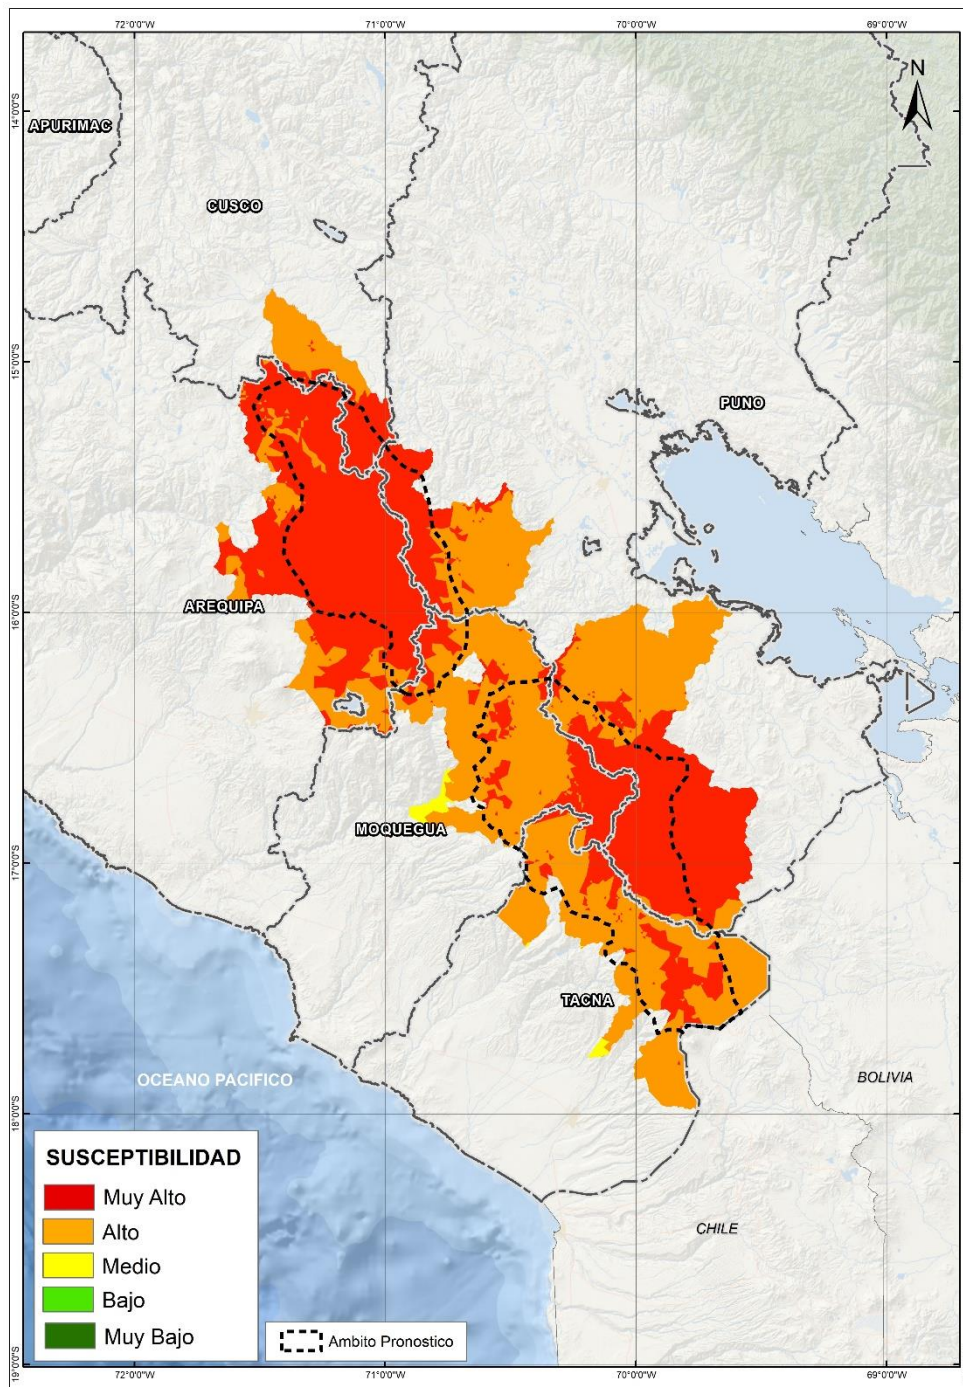 72°0'0"W
71°0'0"W
70°0'0"W
69°0'0"W
N
14°0'0"S
APURIMAC
CUSCO
15°0'0"S
PUNO
16°0'0"S
AREQUIPA
MOQUEGUA
17°0'0"S
TACNA
OCEANO PACIFICO
BOLIVIA
18°0'0"S
SUSCEPTIBILIDAD
Muy Alto
Alto
Medio
Bajo
Muy Bajo
CHILE
Ambito Pronostico
19°0'0"S
72°0'0"W
71°0'0"W
70°0'0"W
69°0'0"W